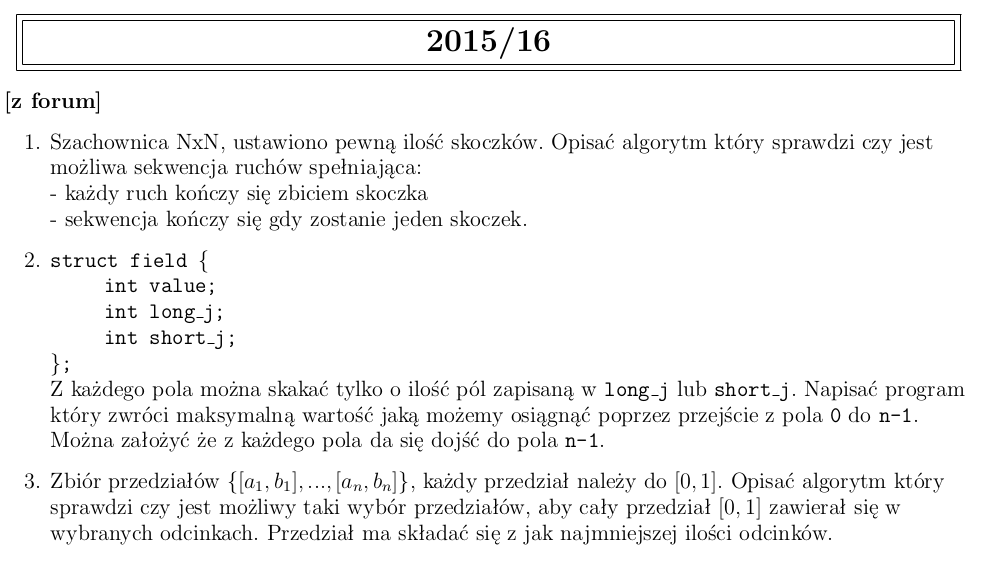 2015/16
[z forum]
1. Szachownica NxN, ustawiono pewną ilość skoczków. Opisać algorytm który sprawdzi czy jest
możliwa sekwencja ruchów spełniająca:
- każdy ruch kończy się zbiciem skoczka
- sekwencja kończy się gdy zostanie jeden skoczek.
2. struct field {
int value;
int long_j;
int short_j;
};
Z każdego pola można skakać tylko o ilość pól zapisaną w long_j lub short_j. Napisać program
który zwróci maksymalną wartość jaką możemy osiągnąć poprzez przejście z pola 0 do n-1.
Można założyć że z każdego pola da się dojść do pola n-1.
3. Zbiór przedziałów {[a₁, b₁], ..., [aₙ, bₙ]}, każdy przedział należy do [0, 1]. Opisać algorytm który
sprawdzi czy jest możliwy taki wybór przedziałów, aby cały przedział [0, 1] zawierał się w
wybranych odcinkach. Przedział ma składać się z jak najmniejszej ilości odcinków.